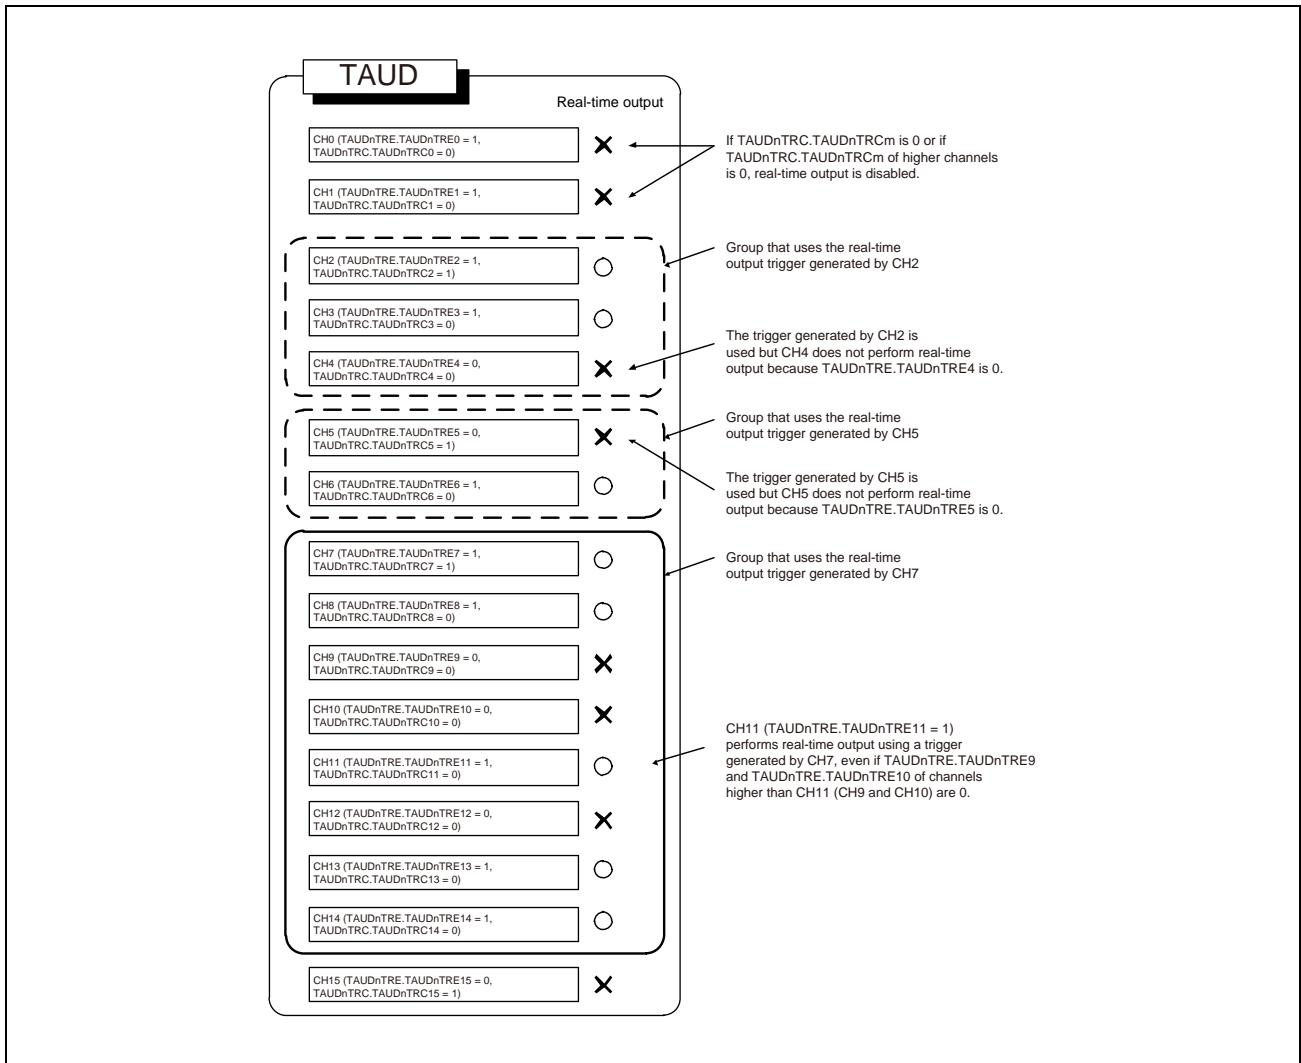 TAUD
Real-time output
CH0 (TAUDnTRE.TAUDnTRE0 = 1,
TAUDnTRC.TAUDnTRC0 = 0)
If TAUDnTRC.TAUDnTRCm is 0 or if
TAUDnTRC.TAUDnTRCm of higher channels
is 0, real-time output is disabled.
CH1 (TAUDnTRE.TAUDnTRE1 = 1,
TAUDnTRC.TAUDnTRC1 = 0)
CH2 (TAUDnTRE.TAUDnTRE2 = 1,
TAUDnTRC.TAUDnTRC2 = 1)
Group that uses the real-time
output trigger generated by CH2
CH3 (TAUDnTRE.TAUDnTRE3 = 1,
TAUDnTRC.TAUDnTRC3 = 0)
CH4 (TAUDnTRE.TAUDnTRE4 = 0,
TAUDnTRC.TAUDnTRC4 = 0)
The trigger generated by CH2 is
used but CH4 does not perform real-time
output because TAUDnTRE.TAUDnTRE4 is 0.
CH5 (TAUDnTRE.TAUDnTRE5 = 0,
TAUDnTRC.TAUDnTRC5 = 1)
Group that uses the real-time
output trigger generated by CH5
CH6 (TAUDnTRE.TAUDnTRE6 = 1,
TAUDnTRC.TAUDnTRC6 = 0)
The trigger generated by CH5 is
used but CH5 does not perform real-time
output because TAUDnTRE.TAUDnTRE5 is 0.
CH7 (TAUDnTRE.TAUDnTRE7 = 1,
TAUDnTRC.TAUDnTRC7 = 1)
Group that uses the real-time
output trigger generated by CH7
CH8 (TAUDnTRE.TAUDnTRE8 = 1,
TAUDnTRC.TAUDnTRC8 = 0)
CH9 (TAUDnTRE.TAUDnTRE9 = 0,
TAUDnTRC.TAUDnTRC9 = 0)
CH10 (TAUDnTRE.TAUDnTRE10 = 0,
TAUDnTRC.TAUDnTRC10 = 0)
CH11 (TAUDnTRE.TAUDnTRE11 = 1,
TAUDnTRC.TAUDnTRC11 = 0)
CH11 (TAUDnTRE.TAUDnTRE11 = 1)
performs real-time output using a trigger
generated by CH7, even if TAUDnTRE.TAUDnTRE9
and TAUDnTRE.TAUDnTRE10 of channels
higher than CH11 (CH9 and CH10) are 0.
CH12 (TAUDnTRE.TAUDnTRE12 = 0,
TAUDnTRC.TAUDnTRC12 = 0)
CH13 (TAUDnTRE.TAUDnTRE13 = 1,
TAUDnTRC.TAUDnTRC13 = 0)
CH14 (TAUDnTRE.TAUDnTRE14 = 1,
TAUDnTRC.TAUDnTRC14 = 0)
CH15 (TAUDnTRE.TAUDnTRE15 = 0,
TAUDnTRC.TAUDnTRC15 = 1)